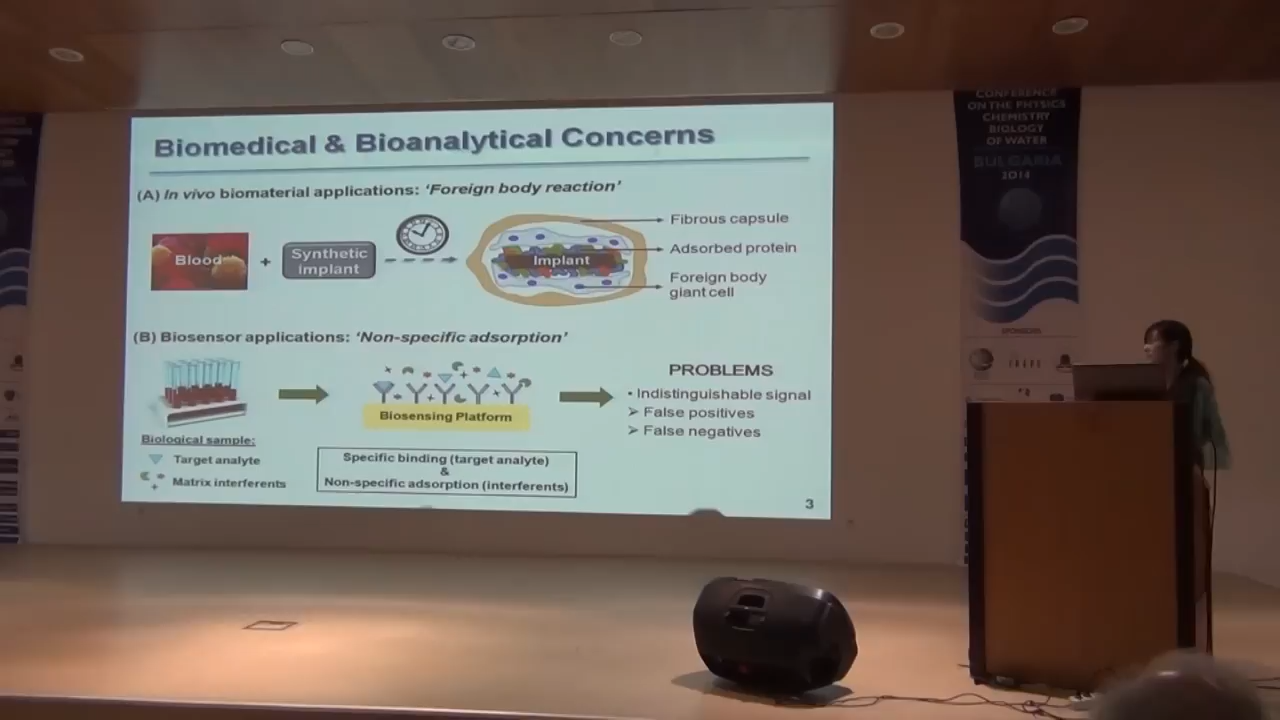 Biomedical & Bioanalytical Concerns
(A) In vivo biomaterial applications: ‘Foreign body reaction’
Blood
+
Synthetic
Implant
Implant
Fibrous capsule
Adsorbed protein
Foreign body
giant cell
(B) Biosensor applications: ‘Non-specific adsorption’
Biosensing Platform
PROBLEMS
• Indistinguishable signal
➢ False positives
➢ False negatives
Biological sample:
Target analyte
Matrix interferents
Specific binding (target analyte)
&
Non-specific adsorption (interferents)
3
CONFERENCE
ON THE PHYSICS
CHEMISTRY
BIOLOGY
OF WATER
BULGARIA
2014
SPONSORS